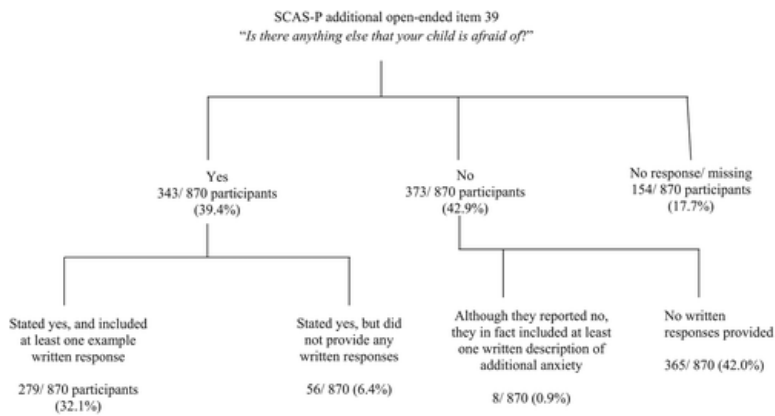 SCAS-P additional open-ended item 39
“Is there anything else that your child is afraid of?”
Yes
343/ 870 participants
(39.4%)
No
373/ 870 participants
(42.9%)
No response/ missing
154/ 870 participants
(17.7%)
Stated yes, and included
at least one example
written response
279/ 870 participants
(32.1%)
Stated yes, but did
not provide any
written responses
56/ 870 (6.4%)
Although they reported no,
they in fact included at least
one written description of
additional anxiety
8/ 870 (0.9%)
No written
responses provided
365/ 870 (42.0%)